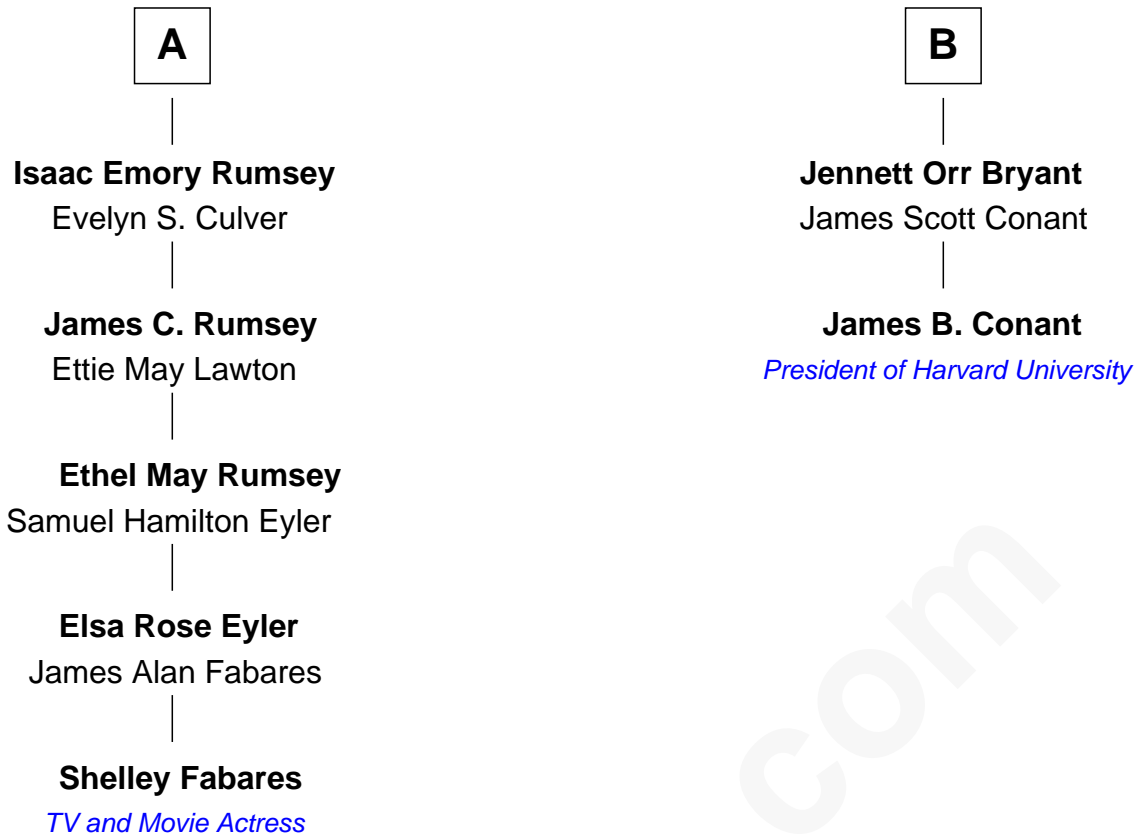 A
Isaac Emory Rumsey
Evelyn S. Culver
James C. Rumsey
Ettie May Lawton
Ethel May Rumsey
Samuel Hamilton Eyler
Elsa Rose Eyler
James Alan Fabares
Shelley Fabares
TV and Movie Actress
B
Jennett Orr Bryant
James Scott Conant
James B. Conant
President of Harvard University
com